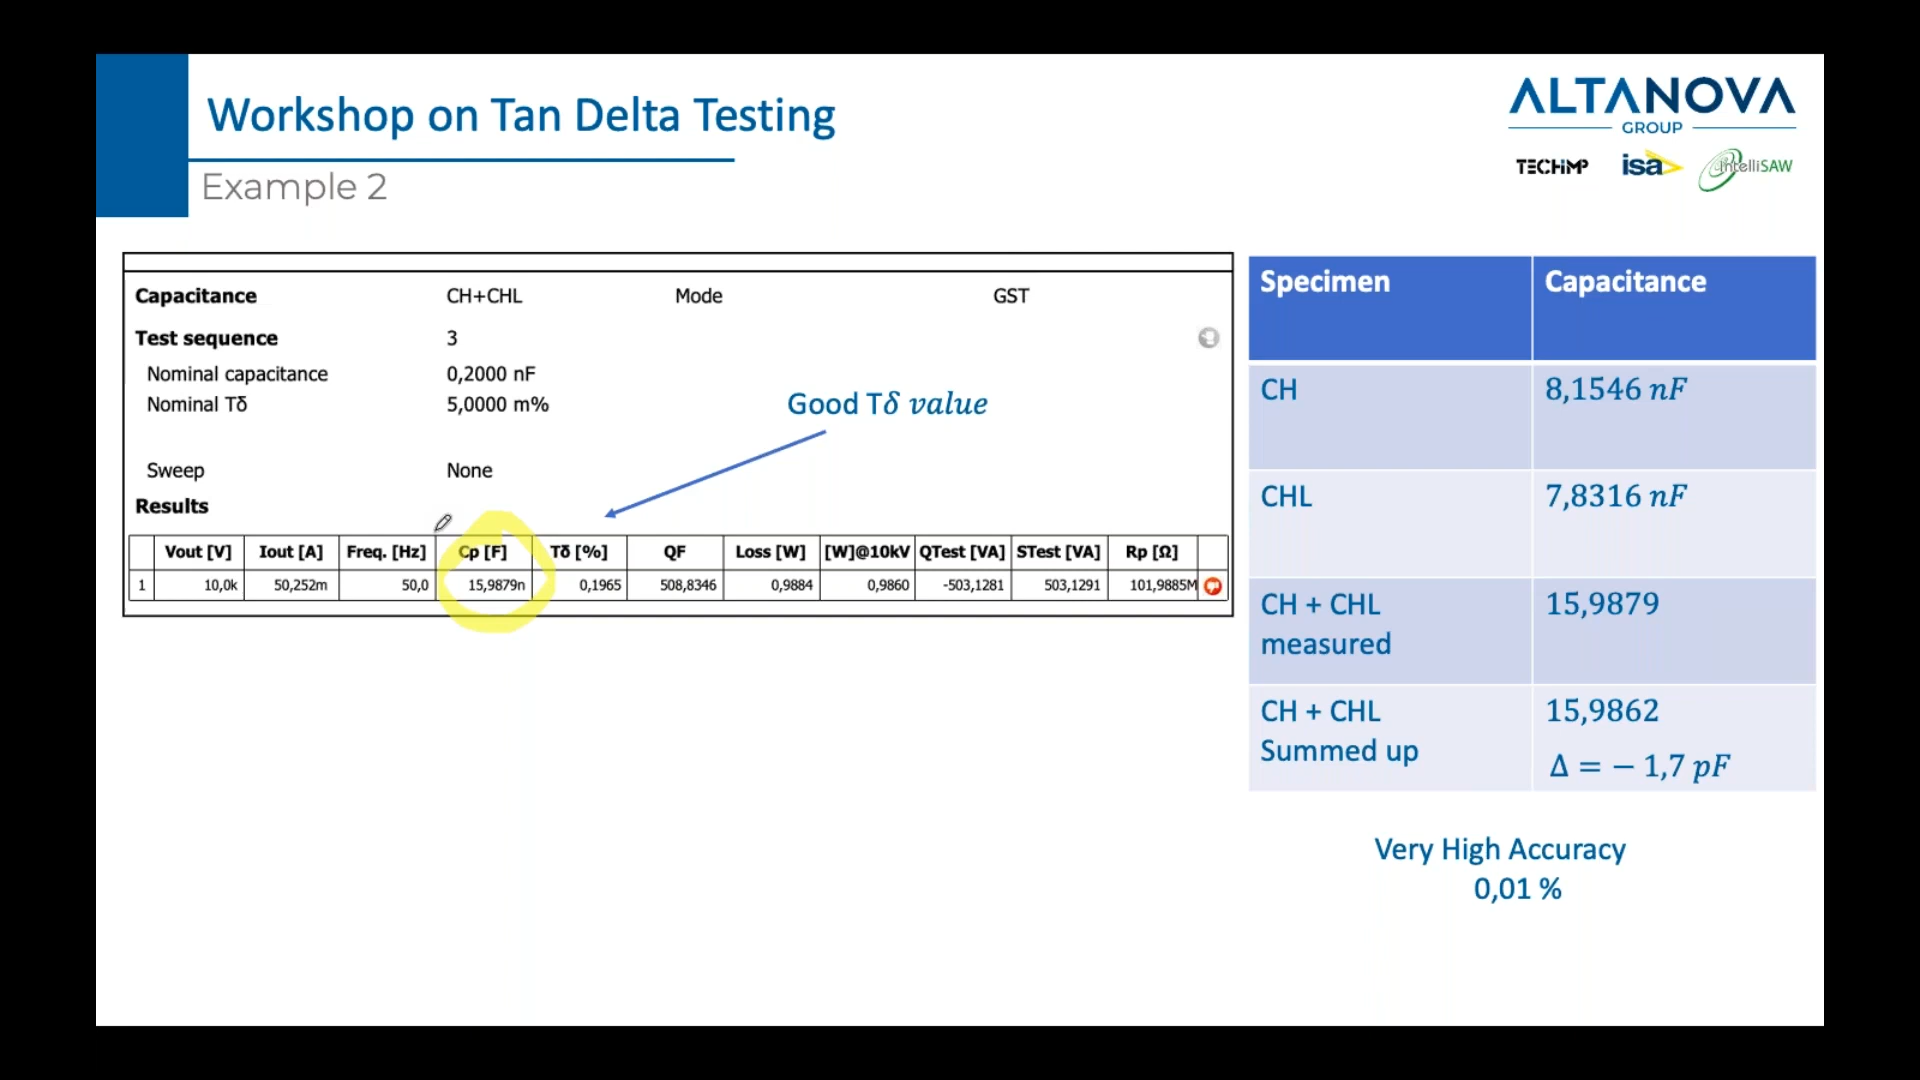 Workshop on Tan Delta Testing
Example 2
ALTANOVA
GROUP
TECHIMP isa IntelliSAW
Capacitance CH+CHL Mode GST
Test sequence 3
Nominal capacitance 0,2000 nF
Nominal Tδ 5,0000 m%
Good Tδ value
Sweep None
Results
Vout [V] Iout [A] Freq. [Hz] Cp [F] Tδ [%] QF Loss [W] [W]@10kV QTest [VA] STest [VA] Rp [Ω]
1 10,0k 50,252m 50,0 15,9879n 0,1965 508,8346 0,9884 0,9860 -503,1281 503,1291 101,9885M
Specimen Capacitance
CH 8,1546 nF
CHL 7,8316 nF
CH + CHL 15,9879
measured
CH + CHL 15,9862
Summed up Δ = − 1,7 pF
Very High Accuracy
0,01 %